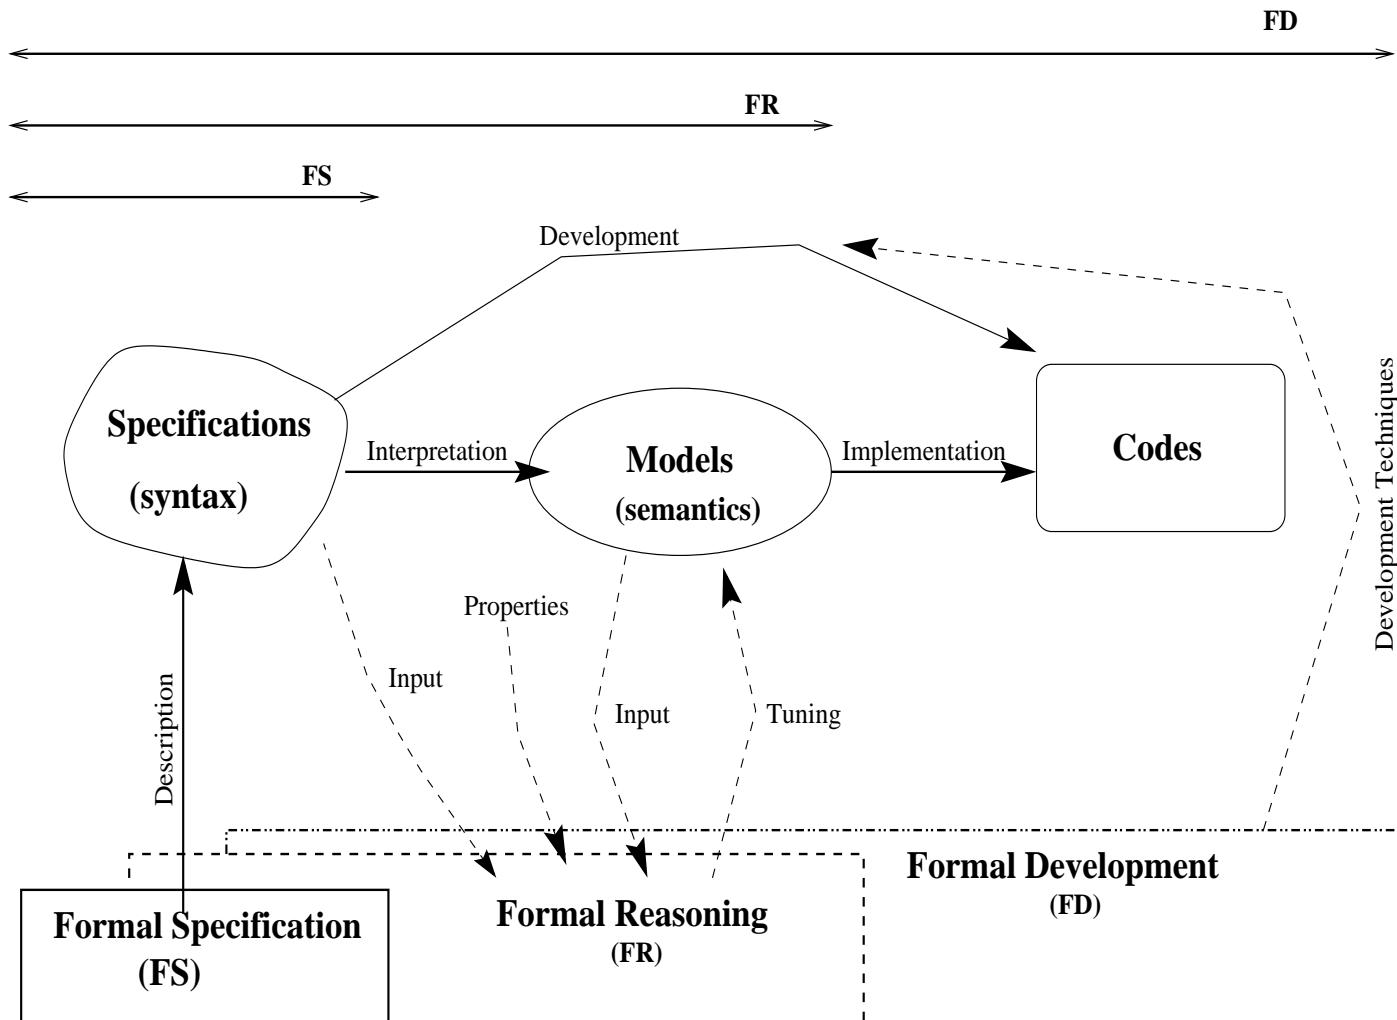 FD
FR
FS
Development
Specifications
(syntax)
Interpretation
Models
(semantics)
Implementation
Codes
Development Techniques
Properties
Input
Input
Tuning
Description
Formal Development
(FD)
Formal Reasoning
(FR)
Formal Specification
(FS)